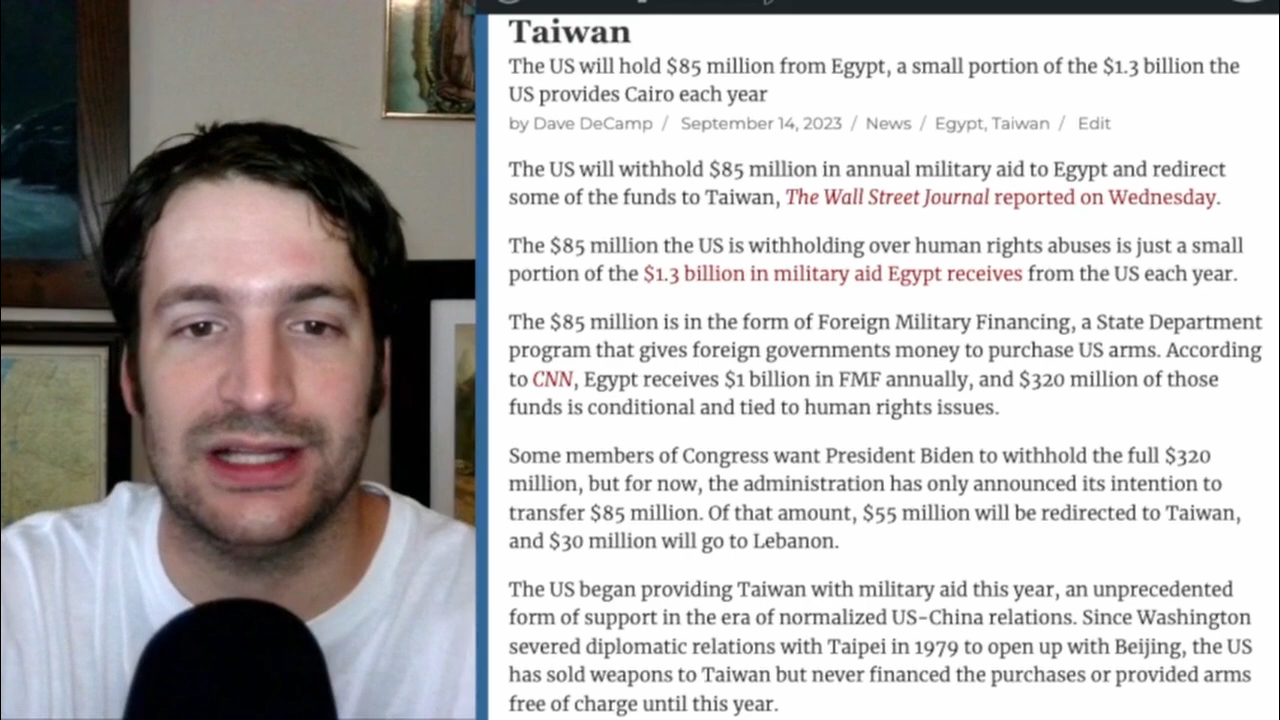 Taiwan
The US will hold $85 million from Egypt, a small portion of the $1.3 billion the
US provides Cairo each year
by Dave DeCamp / September 14, 2023 / News / Egypt, Taiwan / Edit
The US will withhold $85 million in annual military aid to Egypt and redirect
some of the funds to Taiwan, The Wall Street Journal reported on Wednesday.
The $85 million the US is withholding over human rights abuses is just a small
portion of the $1.3 billion in military aid Egypt receives from the US each year.
The $85 million is in the form of Foreign Military Financing, a State Department
program that gives foreign governments money to purchase US arms. According
to CNN, Egypt receives $1 billion in FMF annually, and $320 million of those
funds is conditional and tied to human rights issues.
Some members of Congress want President Biden to withhold the full $320
million, but for now, the administration has only announced its intention to
transfer $85 million. Of that amount, $55 million will be redirected to Taiwan,
and $30 million will go to Lebanon.
The US began providing Taiwan with military aid this year, an unprecedented
form of support in the era of normalized US-China relations. Since Washington
severed diplomatic relations with Taipei in 1979 to open up with Beijing, the US
has sold weapons to Taiwan but never financed the purchases or provided arms
free of charge until this year.